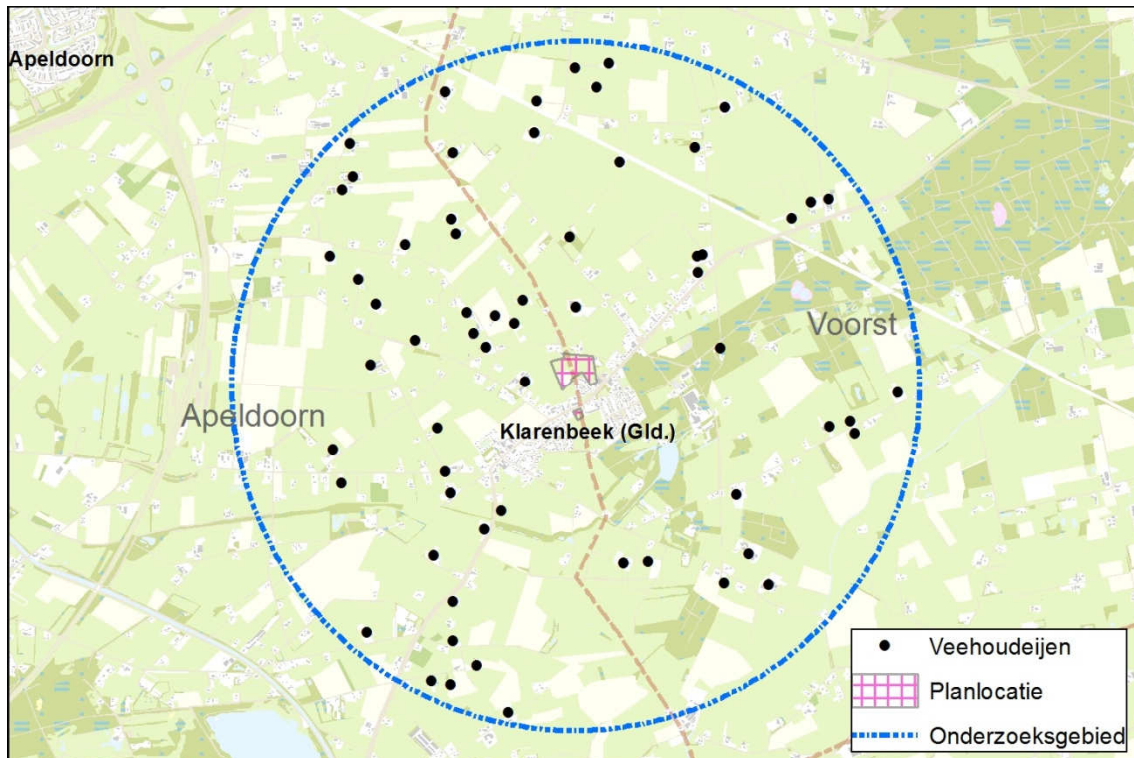 Apeldoorn
Voorst
Apeldoorn
Klarenbeek (Gld.)
Veehoudeijen
Planlocatie
Onderzoeksgebied